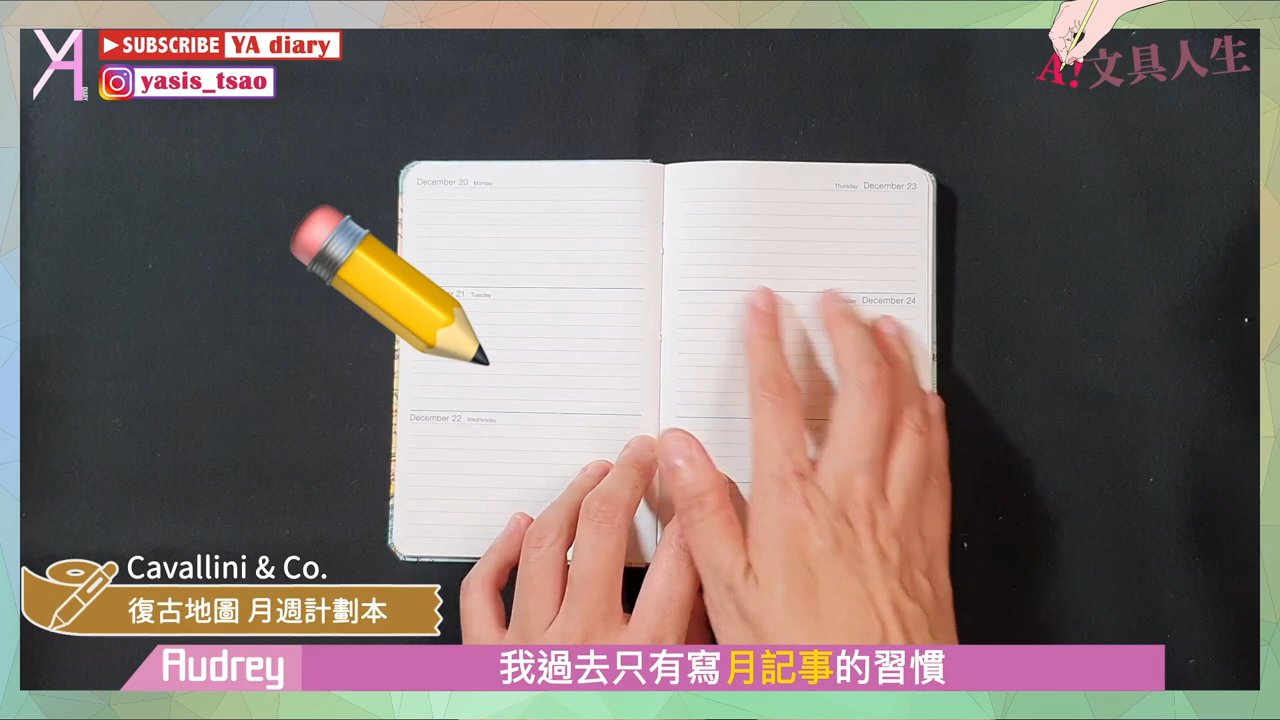 YA
DIARY
SUBSCRIBE YA diary
yasis_tsao
A!文具人生
December 20 Monday
21 Tuesday
December 22 Wednesday
Thursday December 23
December 24
Cavallini & Co.
復古地圖 月週計劃本
Audrey 我過去只有寫月記事的習慣